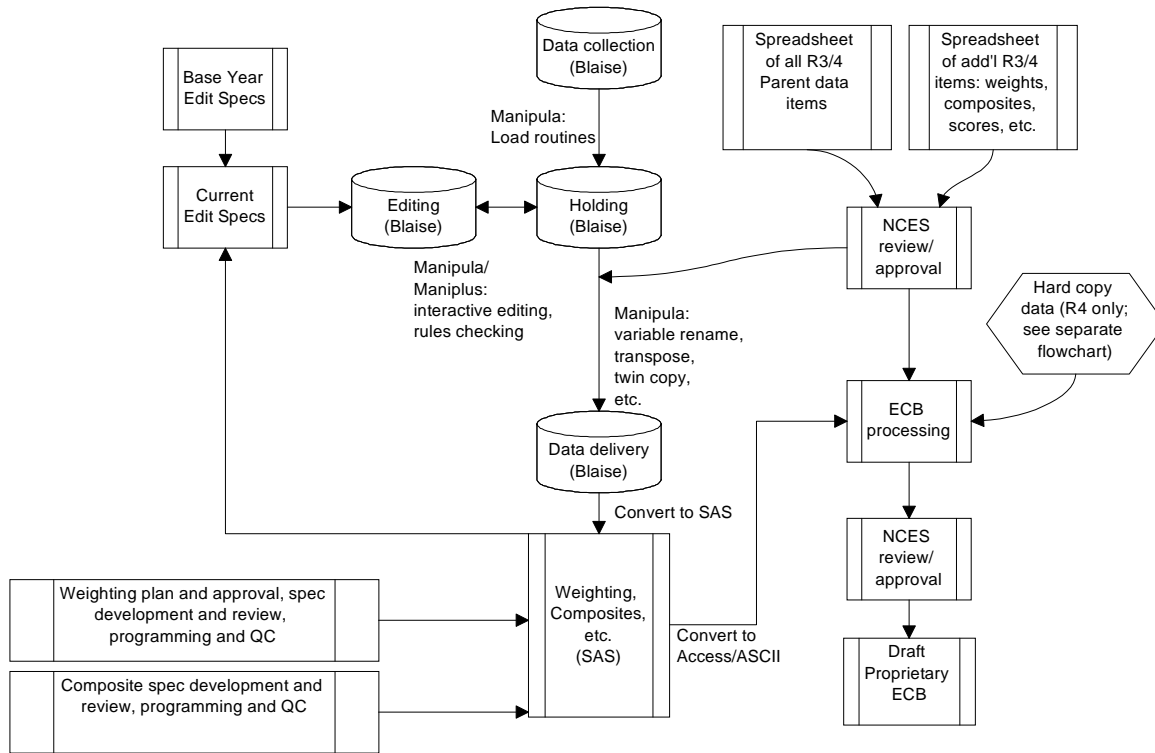 Data collection
(Blaise)
Spreadsheet
of all R3/4
Parent data
items
Spreadsheet
of add'l R3/4
items: weights,
composites,
scores, etc.
Base Year
Edit Specs
Manipula:
Load routines
Current
Edit Specs
Editing
(Blaise)
Holding
(Blaise)
NCES
review/
approval
Manipula/
Maniplus:
interactive editing,
rules checking
Manipula:
variable rename,
transpose,
twin copy,
etc.
Hard copy
data (R4 only;
see separate
flowchart)
ECB
processing
Data delivery
(Blaise)
Convert to SAS
NCES
review/
approval
Weighting plan and approval, spec
development and review,
programming and QC
Weighting,
Composites,
etc.
(SAS)
Convert to
Access/ASCII
Draft
Proprietary
ECB
Composite spec development and
review, programming and QC